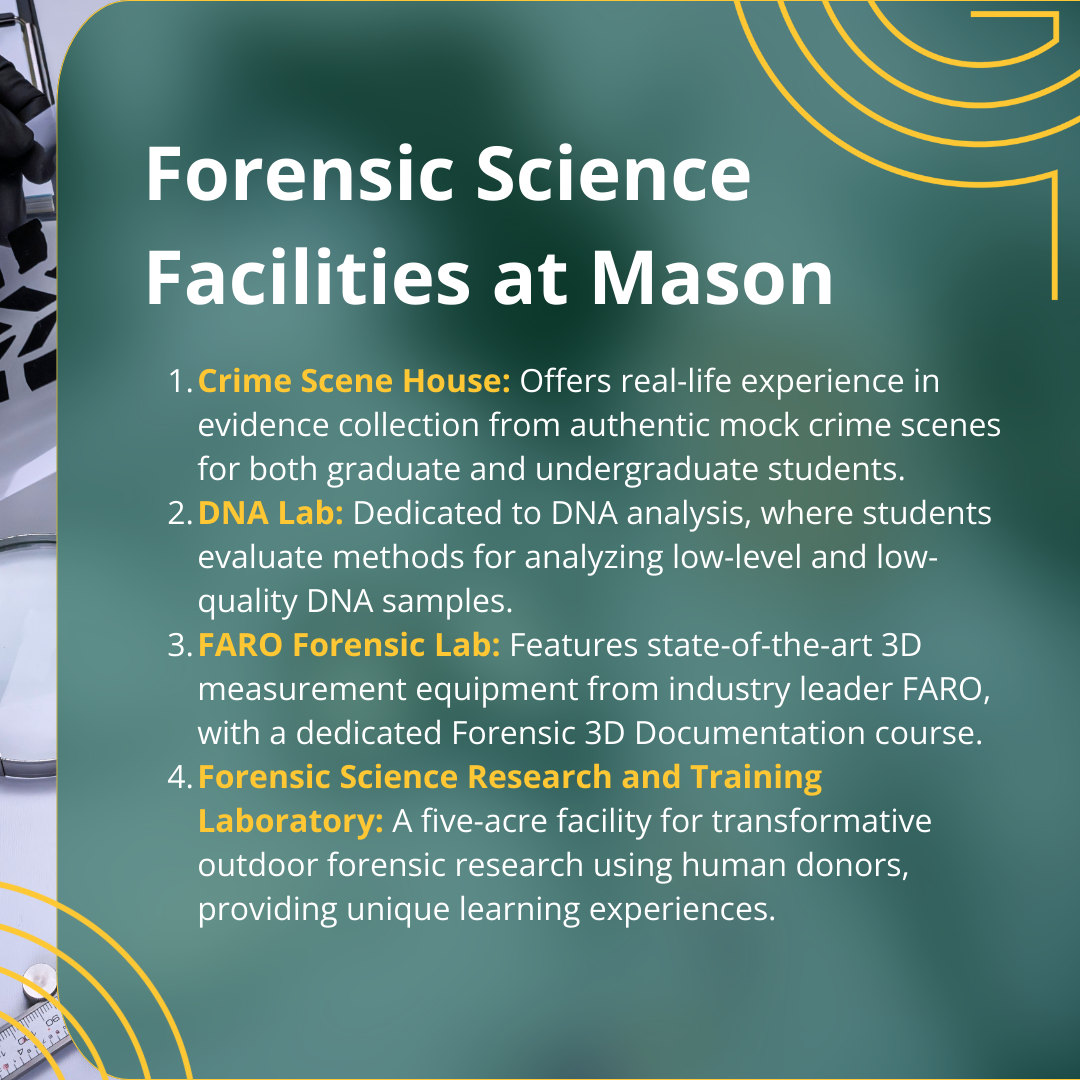 Forensic Science
Facilities at Mason
1. Crime Scene House: Offers real-life experience in
evidence collection from authentic mock crime scenes
for both graduate and undergraduate students.
2. DNA Lab: Dedicated to DNA analysis, where students
evaluate methods for analyzing low-level and low-
quality DNA samples.
3. FARO Forensic Lab: Features state-of-the-art 3D
measurement equipment from industry leader FARO,
with a dedicated Forensic 3D Documentation course.
4. Forensic Science Research and Training
Laboratory: A five-acre facility for transformative
outdoor forensic research using human donors,
providing unique learning experiences.